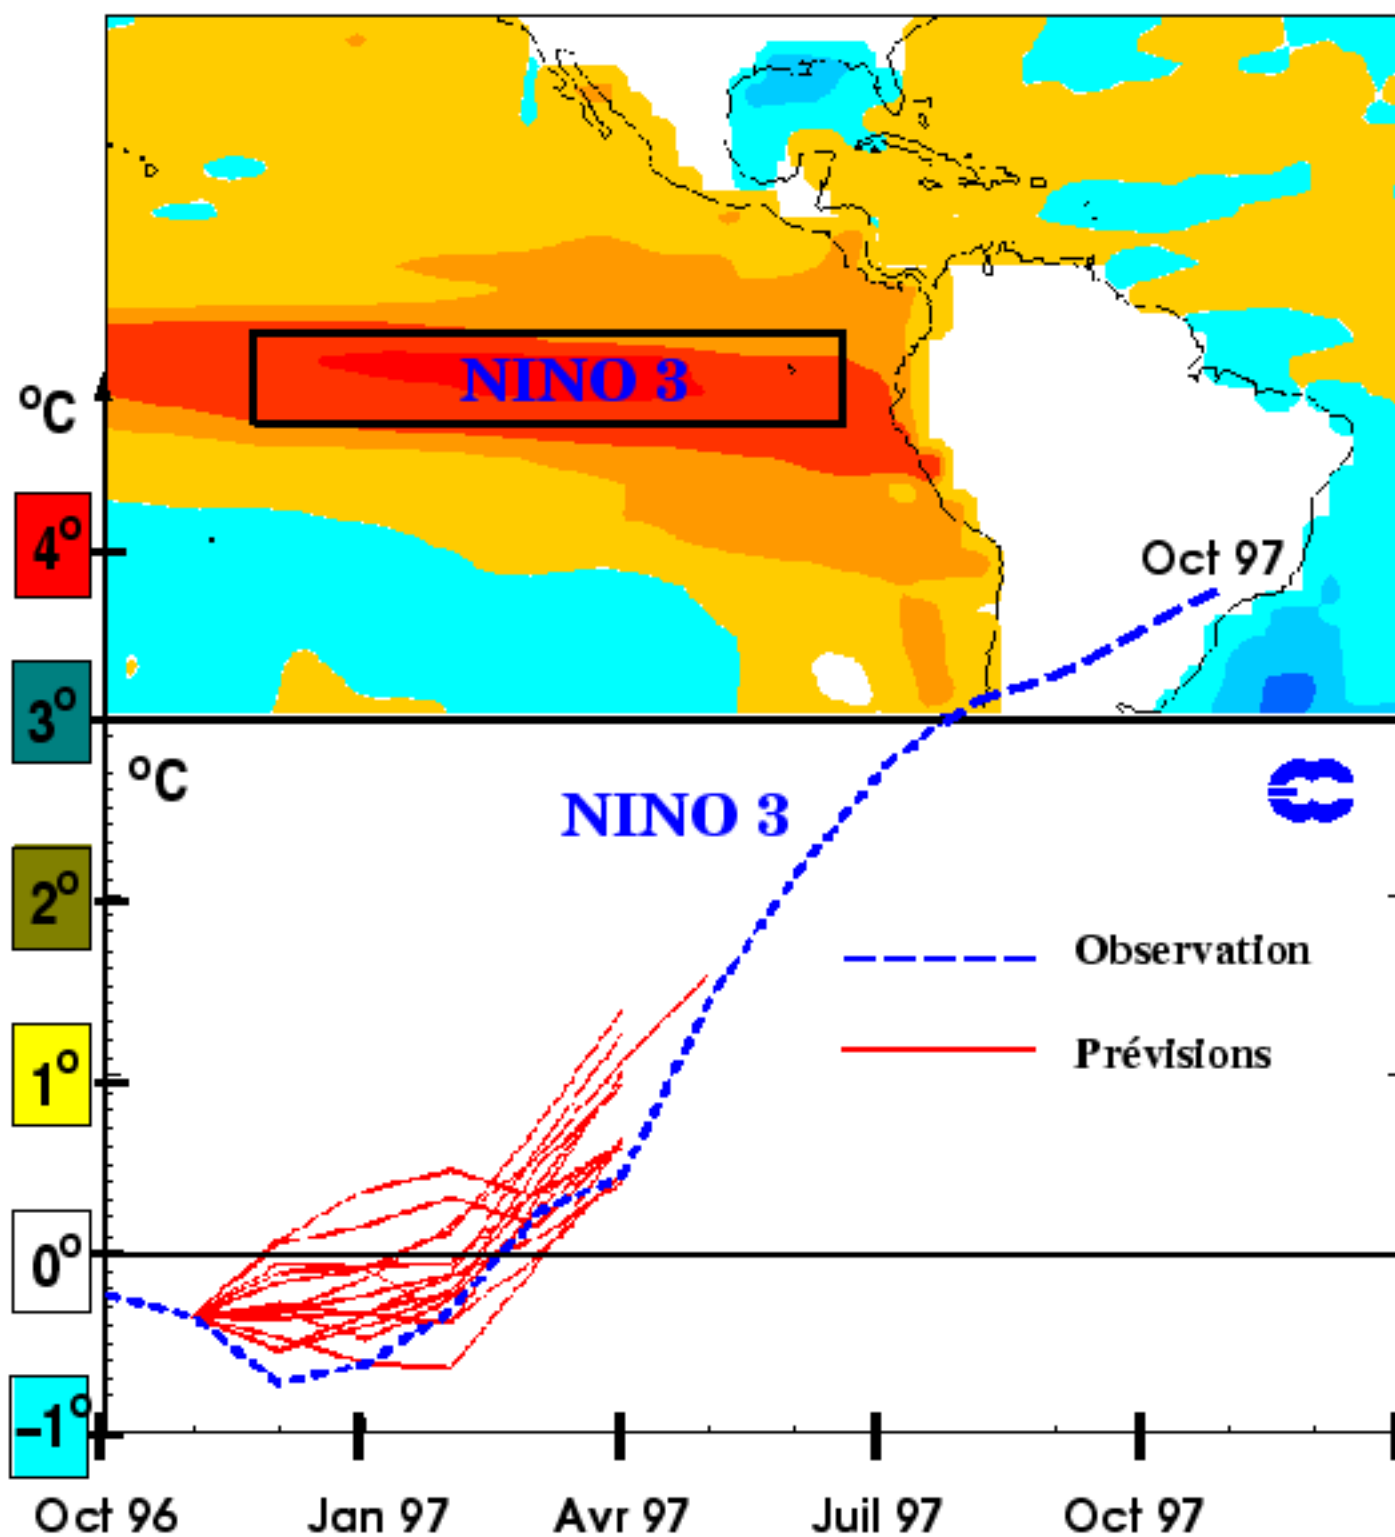 NINO 3
°C
4°
Oct 97
3°
°C
NINO 3
2°
Observation
Prévisions
1°
0°
-1°
Oct 96 Jan 97 Avr 97 Juil 97 Oct 97